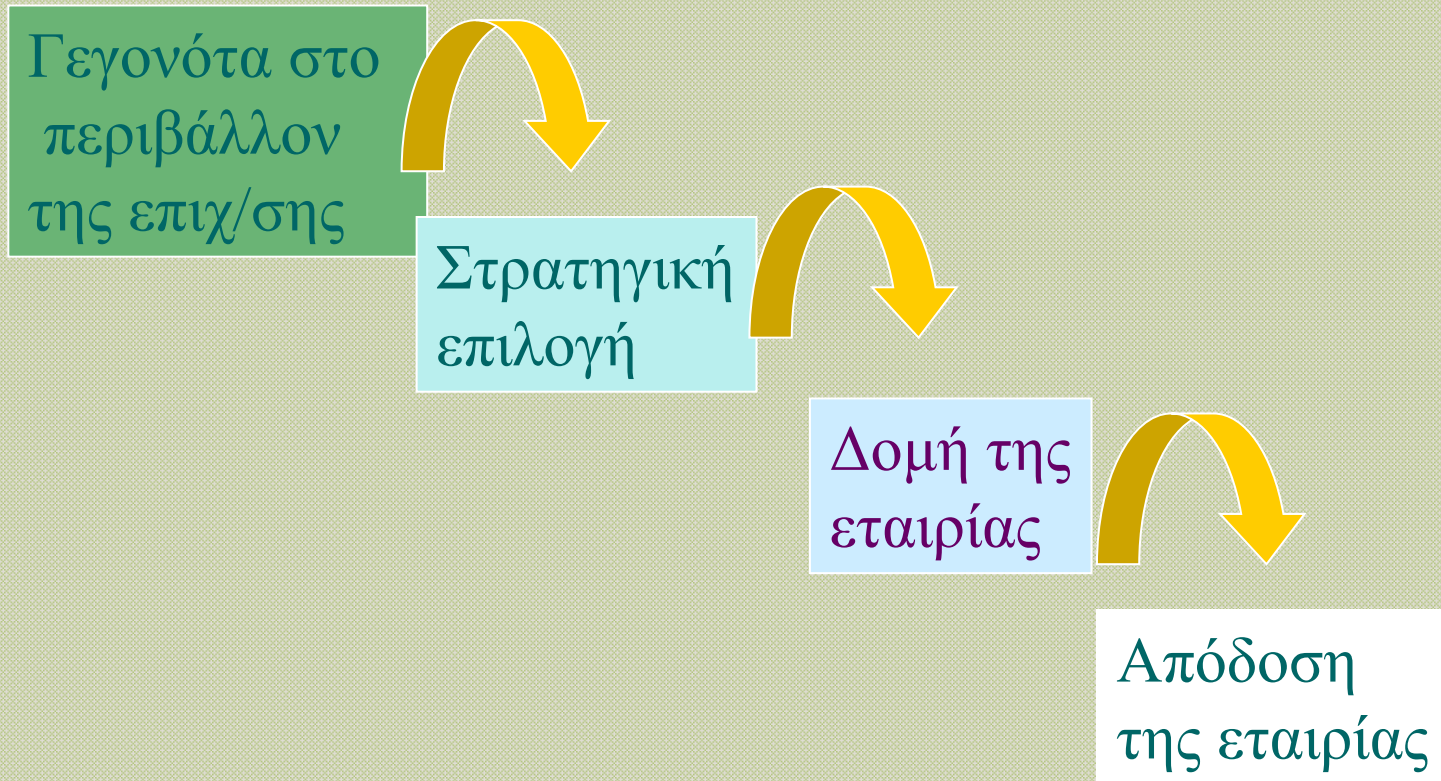 Γεγονότα στο
περιβάλλον
της επιχ/σης
Στρατηγική
επιλογή
Δομή της
εταιρίας
Απόδοση
της εταιρίας